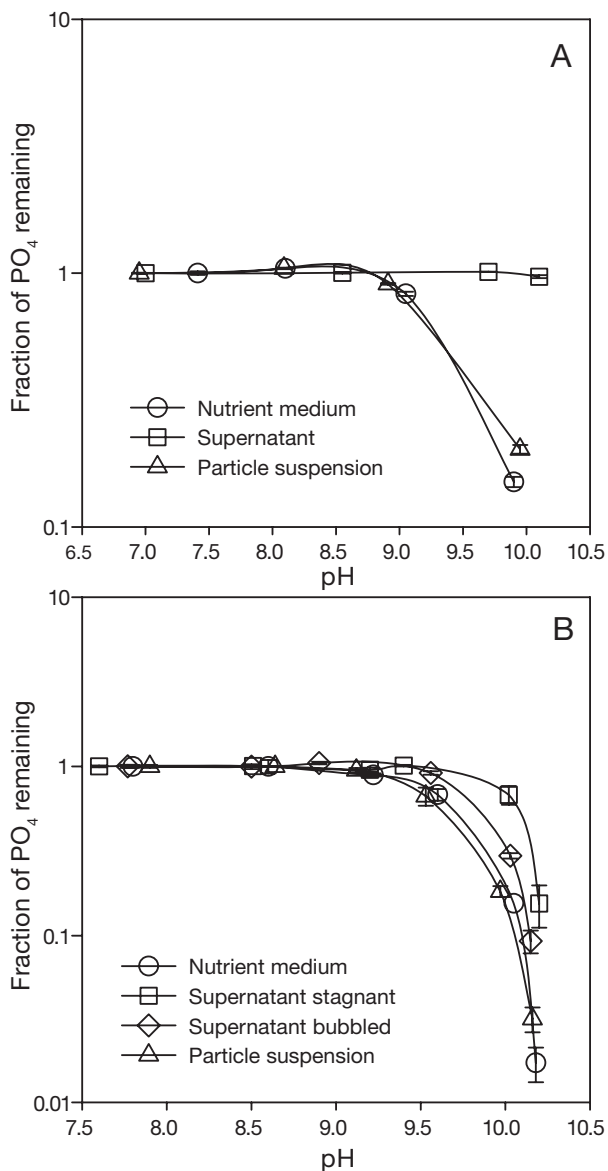 A
10
1
0.1
Fraction of PO4 remaining
Nutrient medium
Supernatant
Particle suspension
6.5 7.0 7.5 8.0 8.5 9.0 9.5 10.0 10.5
pH
B
10
1
0.1
0.01
Fraction of PO4 remaining
Nutrient medium
Supernatant stagnant
Supernatant bubbled
Particle suspension
7.5 8.0 8.5 9.0 9.5 10.0 10.5
pH